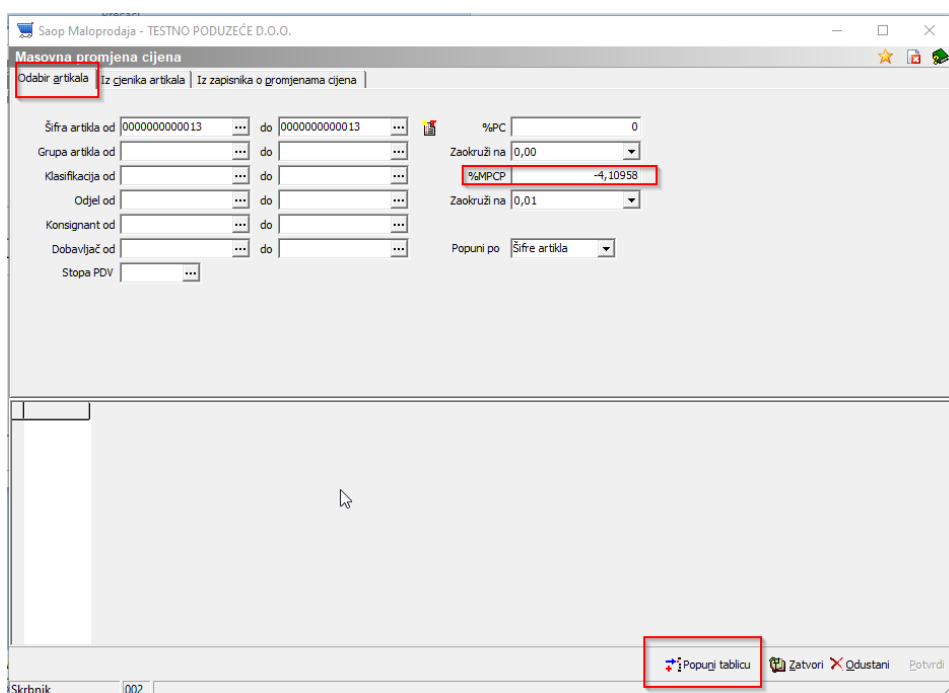 Saop Maloprodaja - TESTNO PODUZEĆE D.O.O.
Masovna promjena cijena
Odabir artikala Iz cjenika artikala Iz zapisnika o promjenama cijena
Šifra artikla od 0000000000013 ... do 0000000000013 ... %PC 0
Grupa artikla od ... do ... Zaokruži na 0,00
Klasifikacija od ... do ... %MPCP -4,10958
Odjel od ... do ... Zaokruži na 0,01
Konsignant od ... do ...
Dobavljač od ... do ... Popuni po Šifre artikla
Stopa PDV ...
Popuni tablicu Zatvori Odustani Potvrdi
Skrbnik 002